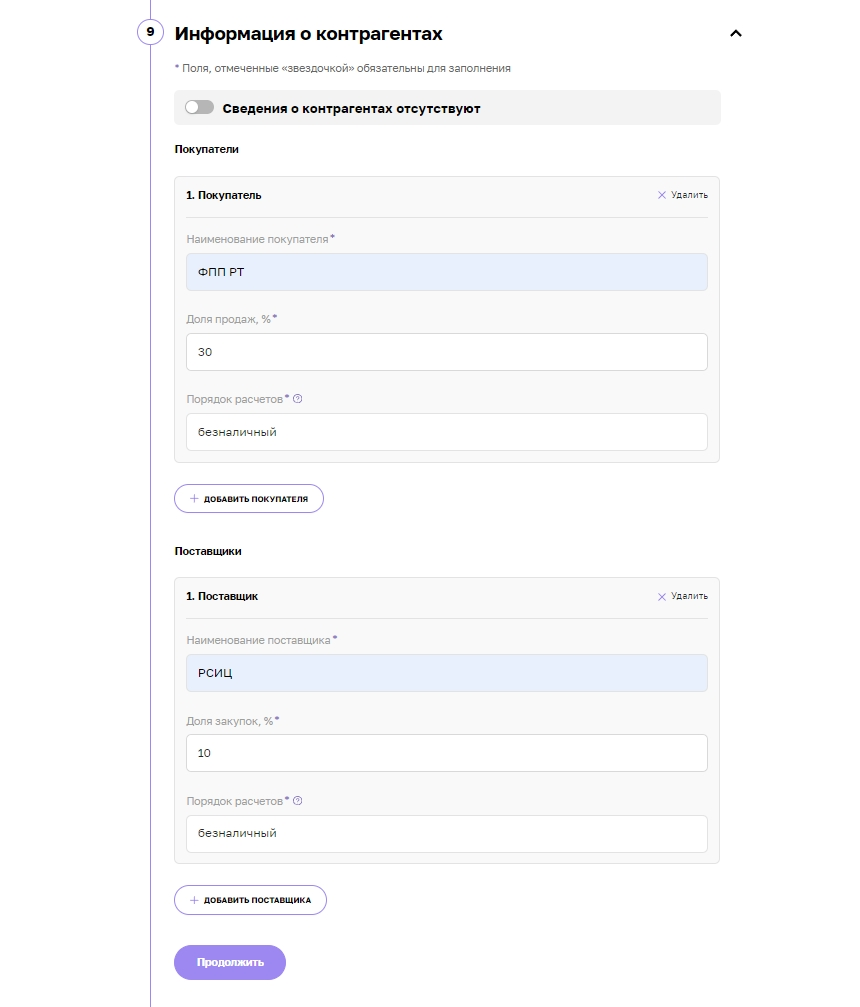 9 Информация о контрагентах
* Поля, отмеченные «звездочкой» обязательны для заполнения
Сведения о контрагентах отсутствуют
Покупатели
1. Покупатель Удалить
Наименование покупателя*
ФПП РТ
Доля продаж, %*
30
Порядок расчетов* ?
безналичный
+ ДОБАВИТЬ ПОКУПАТЕЛЯ
Поставщики
1. Поставщик Удалить
Наименование поставщика*
РСИЦ
Доля закупок, %*
10
Порядок расчетов* ?
безналичный
+ ДОБАВИТЬ ПОСТАВЩИКА
Продолжить